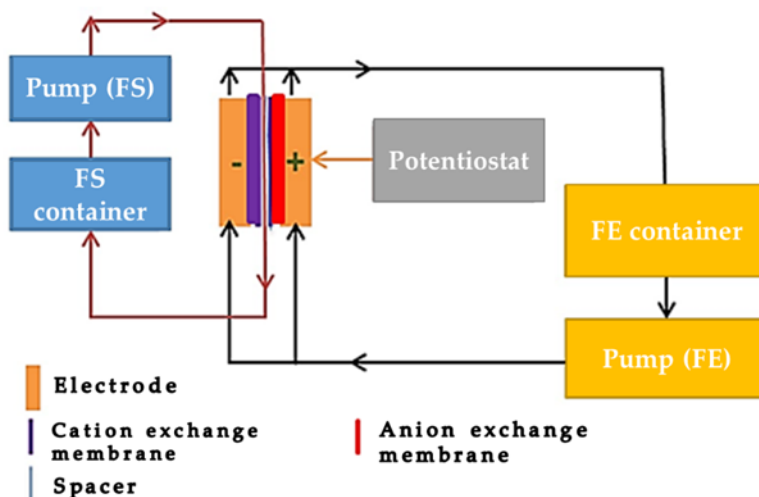 Pump (FS)
FS
container
-
+
Potentiostat
FE container
Pump (FE)
Electrode
Cation exchange
membrane
Anion exchange
membrane
Spacer